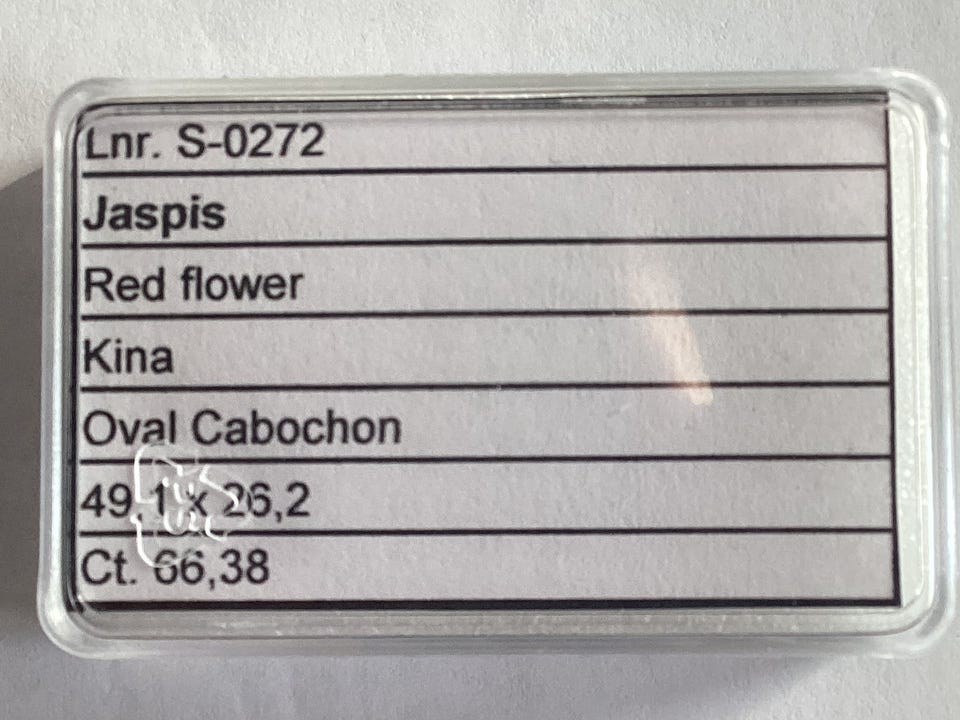 Lnr. S-0272
Jaspis
Red flower
Kina
Oval Cabochon
49,1 x 26,2
Ct. 66,38